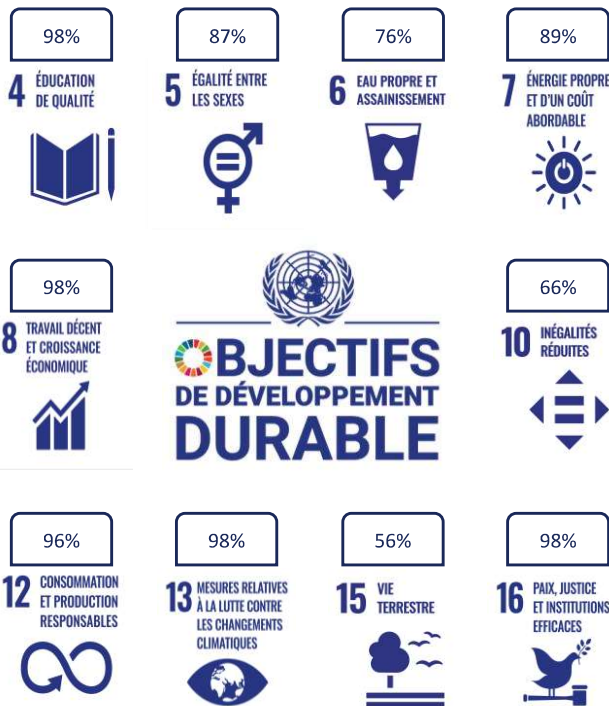 98%
4 ÉDUCATION
DE QUALITÉ
87%
5 ÉGALITÉ ENTRE
LES SEXES
76%
6 EAU PROPRE ET
ASSAINISSEMENT
89%
7 ÉNERGIE PROPRE
ET D'UN COÛT
ABORDABLE
98%
8 TRAVAIL DÉCENT
ET CROISSANCE
ÉCONOMIQUE
OBJECTIFS
DE DÉVELOPPEMENT
DURABLE
66%
10 INÉGALITÉS
RÉDUITES
96%
12 CONSOMMATION
ET PRODUCTION
RESPONSABLES
98%
13 MESURES RELATIVES
À LA LUTTE CONTRE
LES CHANGEMENTS
CLIMATIQUES
56%
15 VIE
TERRESTRE
98%
16 PAIX, JUSTICE
ET INSTITUTIONS
EFFICACES